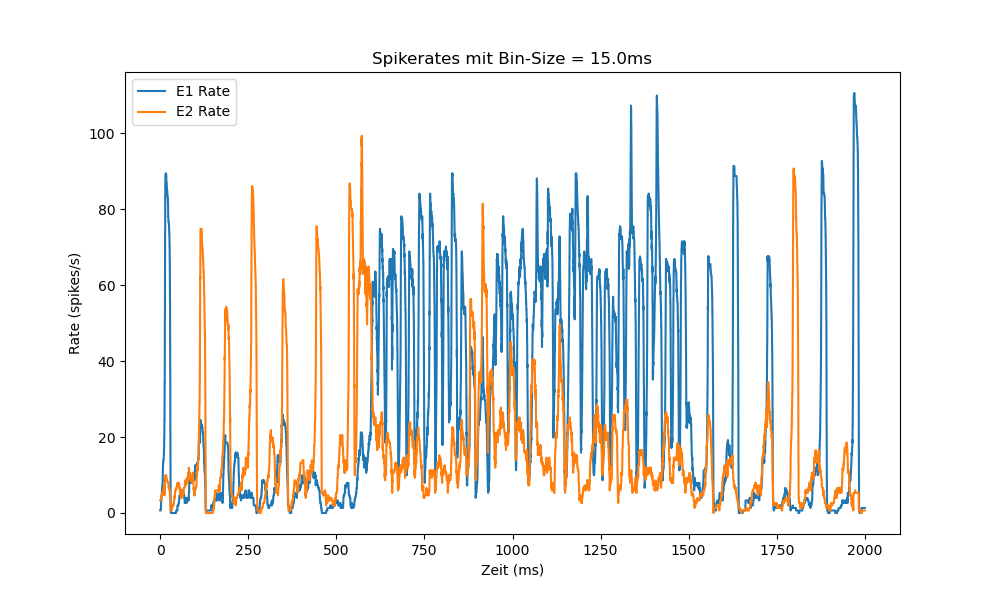 Spikerates mit Bin-Size = 15.0ms
E1 Rate
E2 Rate
Rate (spikes/s)
100
80
60
40
20
0
0 250 500 750 1000 1250 1500 1750 2000
Zeit (ms)